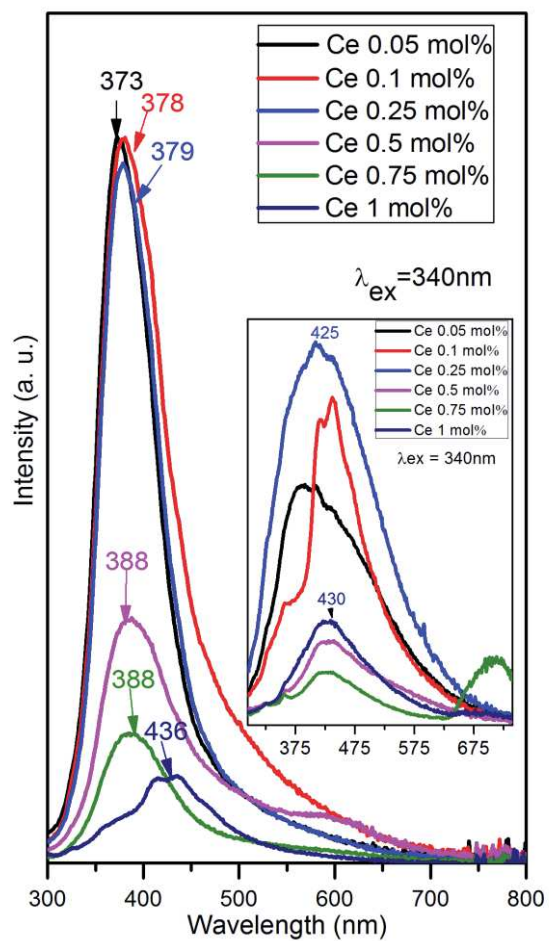 Ce 0.05 mol%
Ce 0.1 mol%
Ce 0.25 mol%
Ce 0.5 mol%
Ce 0.75 mol%
Ce 1 mol%
373
378
379
λex=340nm
425
Ce 0.05 mol%
Ce 0.1 mol%
Ce 0.25 mol%
Ce 0.5 mol%
Ce 0.75 mol%
Ce 1 mol%
λex = 340nm
430
375 475 575 675
388
388
436
Intensity (a. u.)
300 400 500 600 700 800
Wavelength (nm)